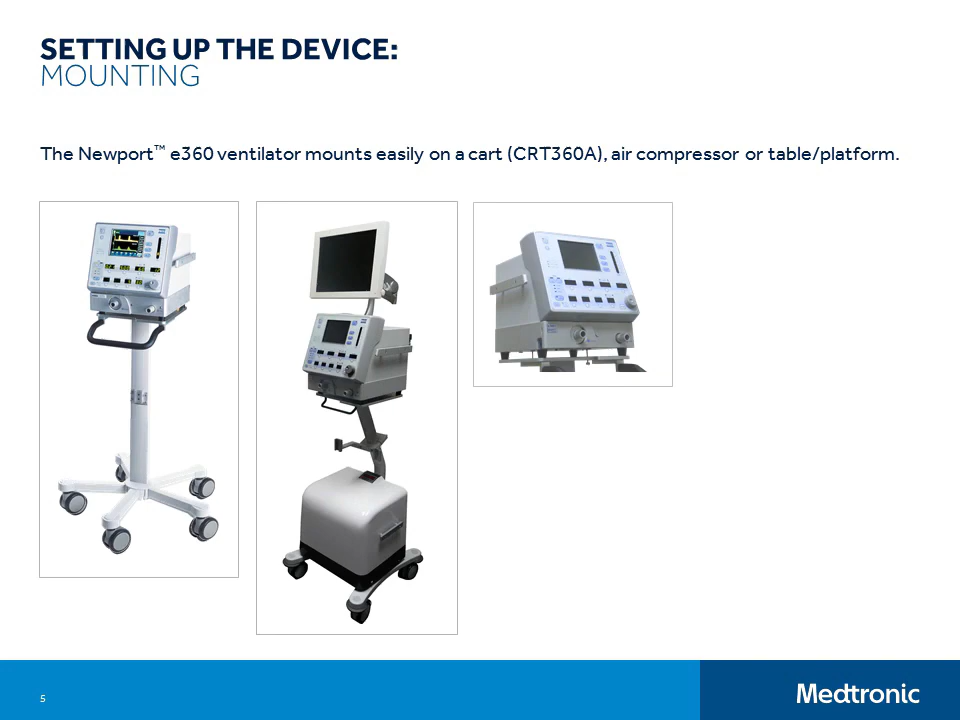 SETTING UP THE DEVICE:
MOUNTING
The Newport™ e360 ventilator mounts easily on a cart (CRT360A), air compressor or table/platform.
5
Medtronic